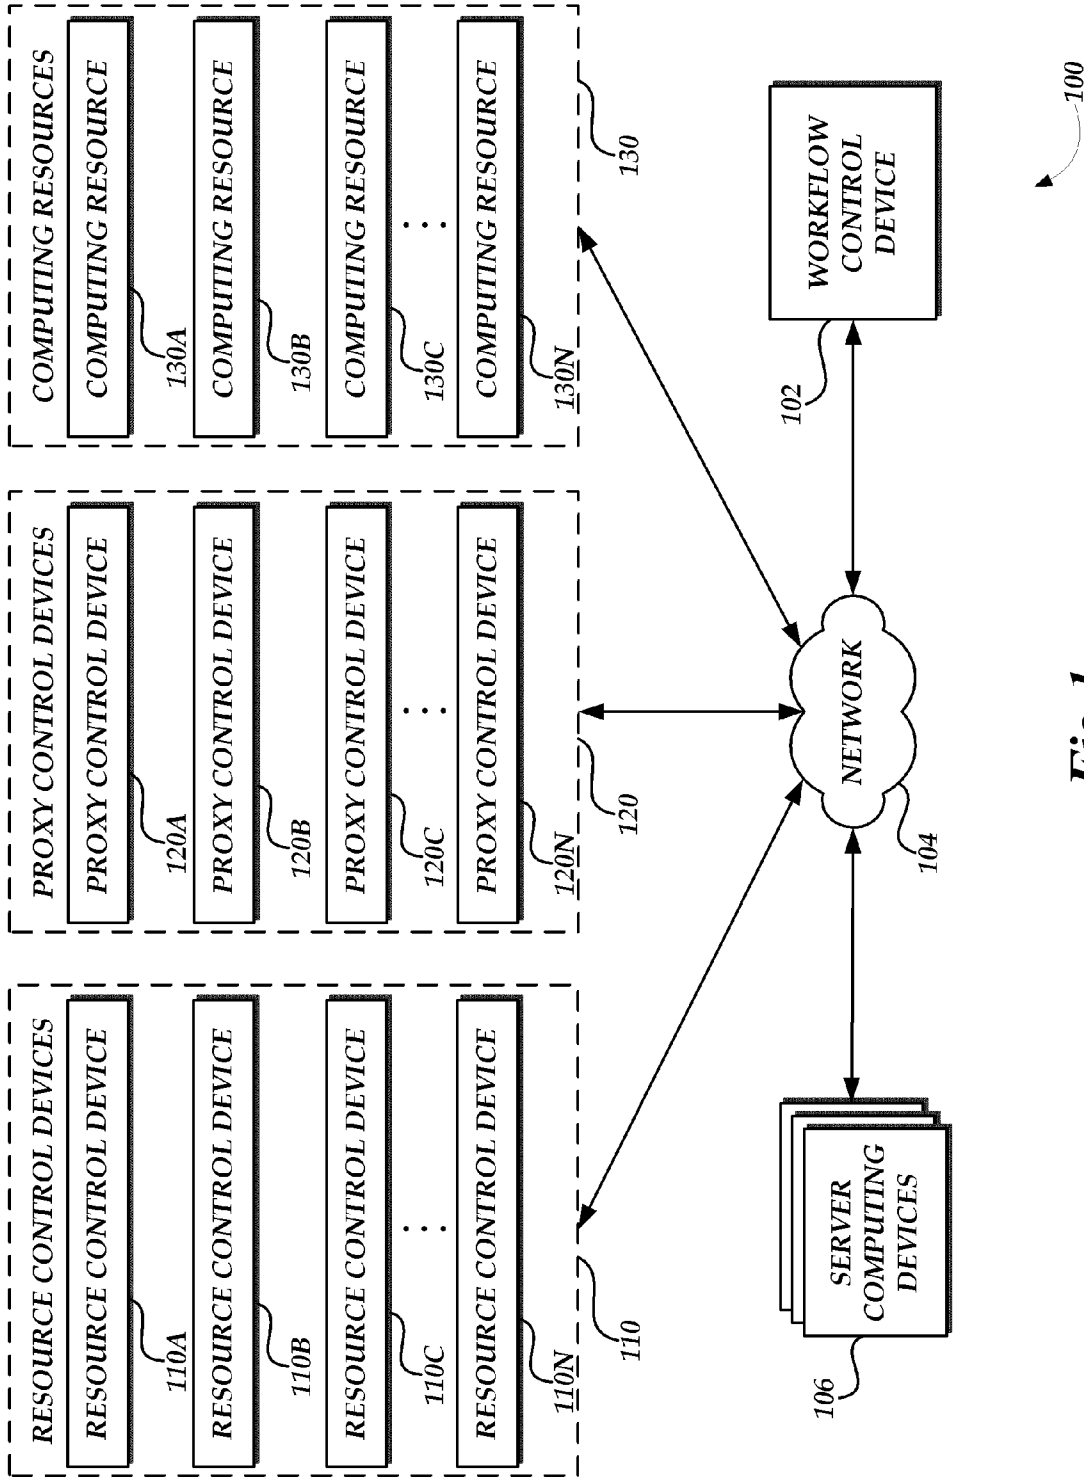 RESOURCE CONTROL DEVICES
RESOURCE CONTROL DEVICE
110A
RESOURCE CONTROL DEVICE
110B
RESOURCE CONTROL DEVICE
110C
...
RESOURCE CONTROL DEVICE
110N
110
PROXY CONTROL DEVICES
PROXY CONTROL DEVICE
120A
PROXY CONTROL DEVICE
120B
PROXY CONTROL DEVICE
120C
...
PROXY CONTROL DEVICE
120N
120
COMPUTING RESOURCES
COMPUTING RESOURCE
130A
COMPUTING RESOURCE
130B
COMPUTING RESOURCE
130C
...
COMPUTING RESOURCE
130N
130
SERVER
COMPUTING
DEVICES
106
NETWORK
104
WORKFLOW
CONTROL
DEVICE
102
100